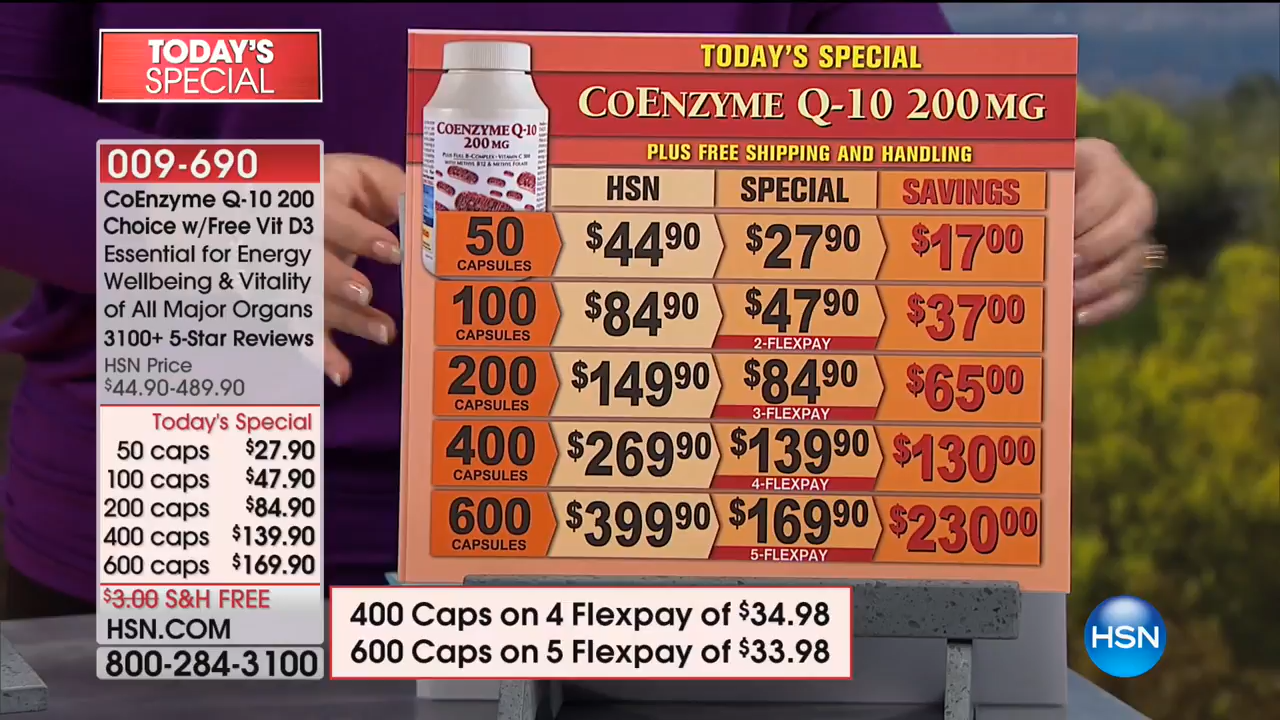 TODAY'S
SPECIAL
009-690
CoEnzyme Q-10 200
Choice w/Free Vit D3
Essential for Energy
Wellbeing & Vitality
of All Major Organs
3100+ 5-Star Reviews
HSN Price
$44.90-489.90
Today's Special
50 caps $27.90
100 caps $47.90
200 caps $84.90
400 caps $139.90
600 caps $169.90
$3.00 S&H FREE
HSN.COM
800-284-3100
TODAY'S SPECIAL
COENZYME Q-10 200 MG
PLUS FREE SHIPPING AND HANDLING
COENZYME Q-10
200 MG
HSN SPECIAL SAVINGS
50 CAPSULES $44.90 $27.90 $17.00
100 CAPSULES $84.90 $47.90 $37.00
2-FLEXPAY
200 CAPSULES $149.90 $84.90 $65.00
3-FLEXPAY
400 CAPSULES $269.90 $139.90 $130.00
4-FLEXPAY
600 CAPSULES $399.90 $169.90 $230.00
5-FLEXPAY
400 Caps on 4 Flexpay of $34.98
600 Caps on 5 Flexpay of $33.98
HSN